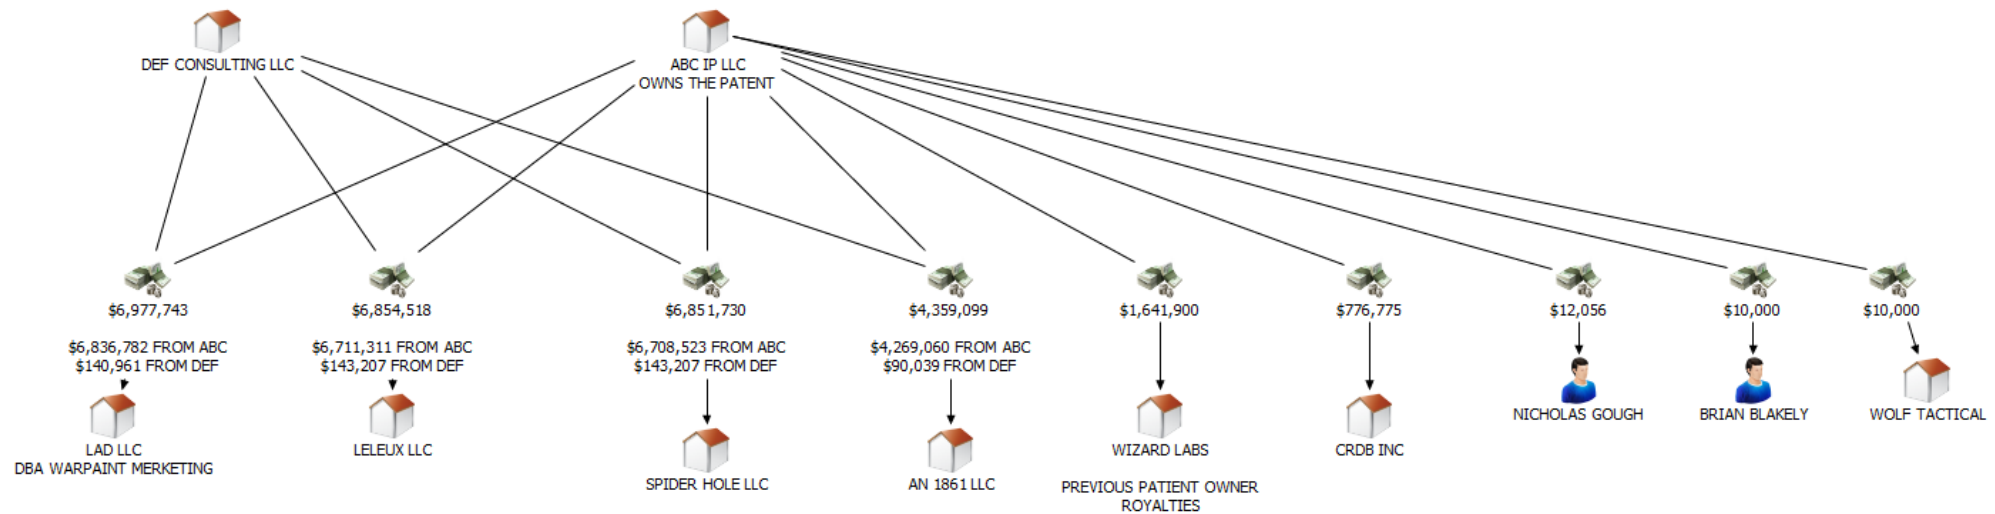 DEF CONSULTING LLC
ABC IP LLC
OWNS THE PATENT
$6,977,743
$6,836,782 FROM ABC
$140,961 FROM DEF
LAD LLC
DBA WARPAINT MERKETING
$6,854,518
$6,711,311 FROM ABC
$143,207 FROM DEF
LELEUX LLC
$6,851,730
$6,708,523 FROM ABC
$143,207 FROM DEF
SPIDER HOLE LLC
$4,359,099
$4,269,060 FROM ABC
$90,039 FROM DEF
AN 1861 LLC
$1,641,900
WIZARD LABS
PREVIOUS PATIENT OWNER
ROYALTIES
$776,775
CRDB INC
$12,056
NICHOLAS GOUGH
$10,000
BRIAN BLAKELY
$10,000
WOLF TACTICAL